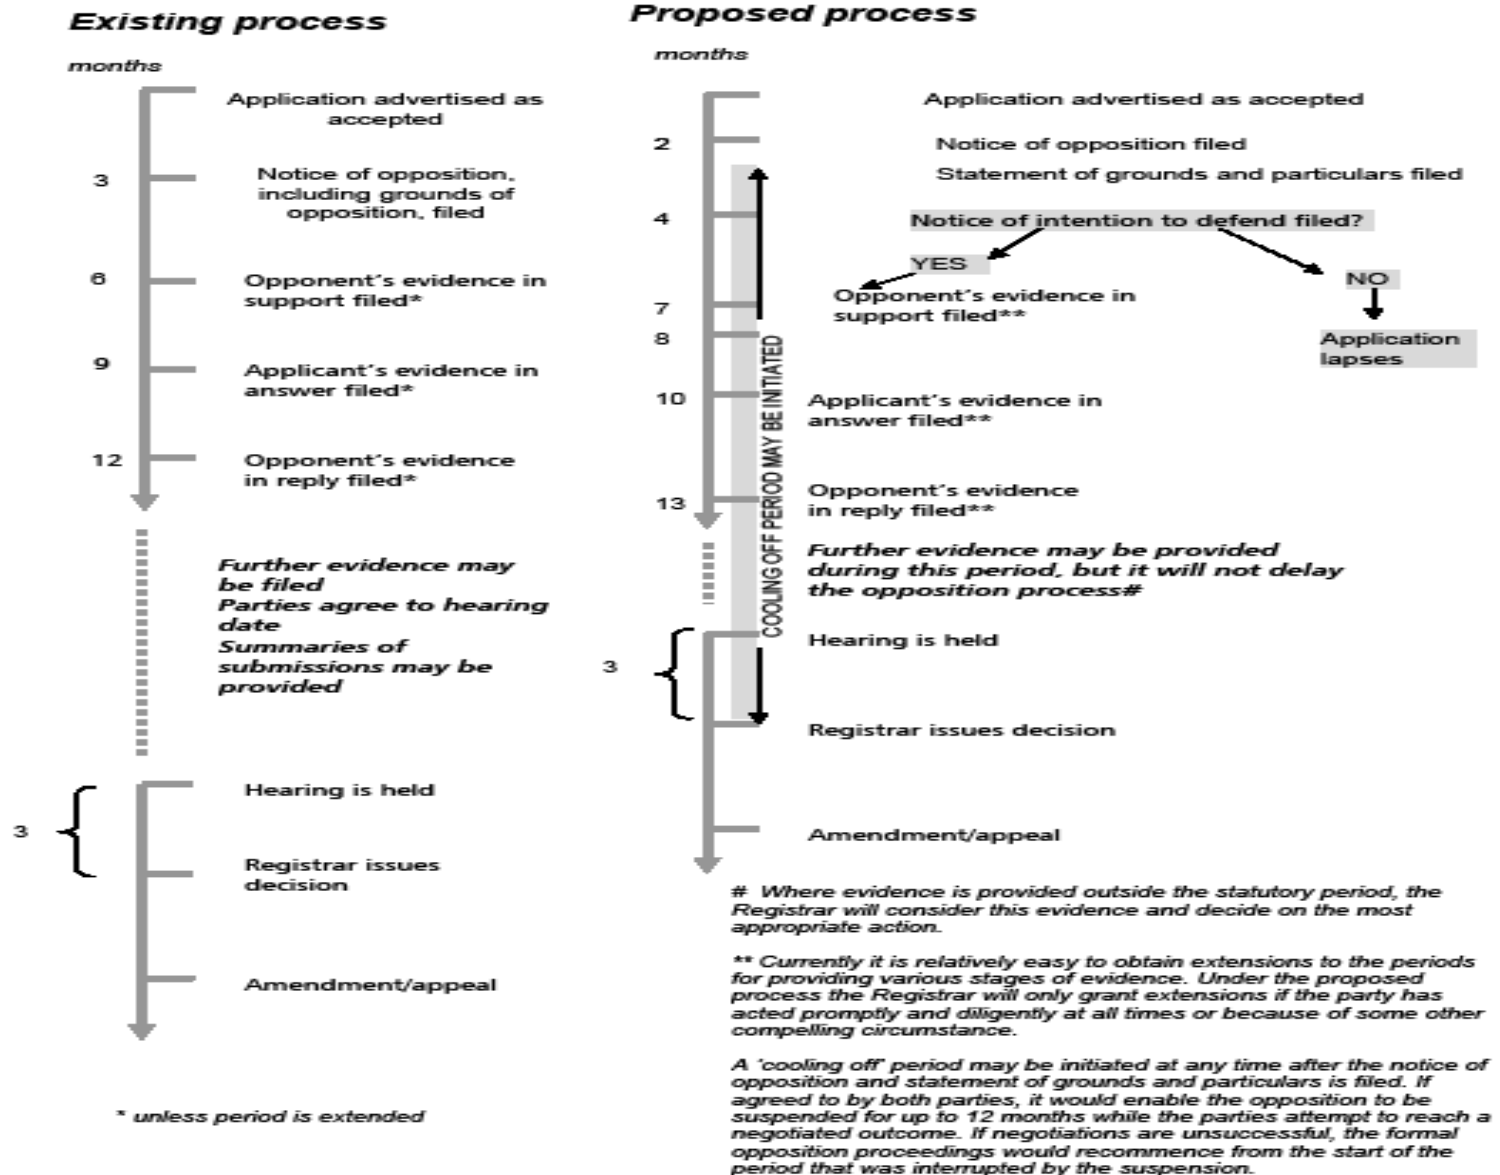 Existing process
months
Application advertised as
accepted
3
Notice of opposition,
including grounds of
opposition, filed
6
Opponent's evidence in
support filed*
9
Applicant's evidence in
answer filed*
12
Opponent's evidence
in reply filed*
Further evidence may
be filed
Parties agree to hearing
date
Summaries of
submissions may be
provided
3
Hearing is held
Registrar issues
decision
Amendment/appeal
* unless period is extended
Proposed process
months
Application advertised as accepted
2
Notice of opposition filed
Statement of grounds and particulars filed
4
Notice of intention to defend filed?
YES
NO
7
Opponent's evidence in
support filed**
8
Application
lapses
10
Applicant's evidence in
answer filed**
13
Opponent's evidence
in reply filed**
COOLING OFF PERIOD MAY BE INITIATED
Further evidence may be provided
during this period, but it will not delay
the opposition process#
3
Hearing is held
Registrar issues decision
Amendment/appeal
# Where evidence is provided outside the statutory period, the
Registrar will consider this evidence and decide on the most
appropriate action.
** Currently it is relatively easy to obtain extensions to the periods
for providing various stages of evidence. Under the proposed
process the Registrar will only grant extensions if the party has
acted promptly and diligently at all times or because of some other
compelling circumstance.
A 'cooling off' period may be initiated at any time after the notice of
opposition and statement of grounds and particulars is filed. If
agreed to by both parties, it would enable the opposition to be
suspended for up to 12 months while the parties attempt to reach a
negotiated outcome. If negotiations are unsuccessful, the formal
opposition proceedings would recommence from the start of the
period that was interrupted by the suspension.